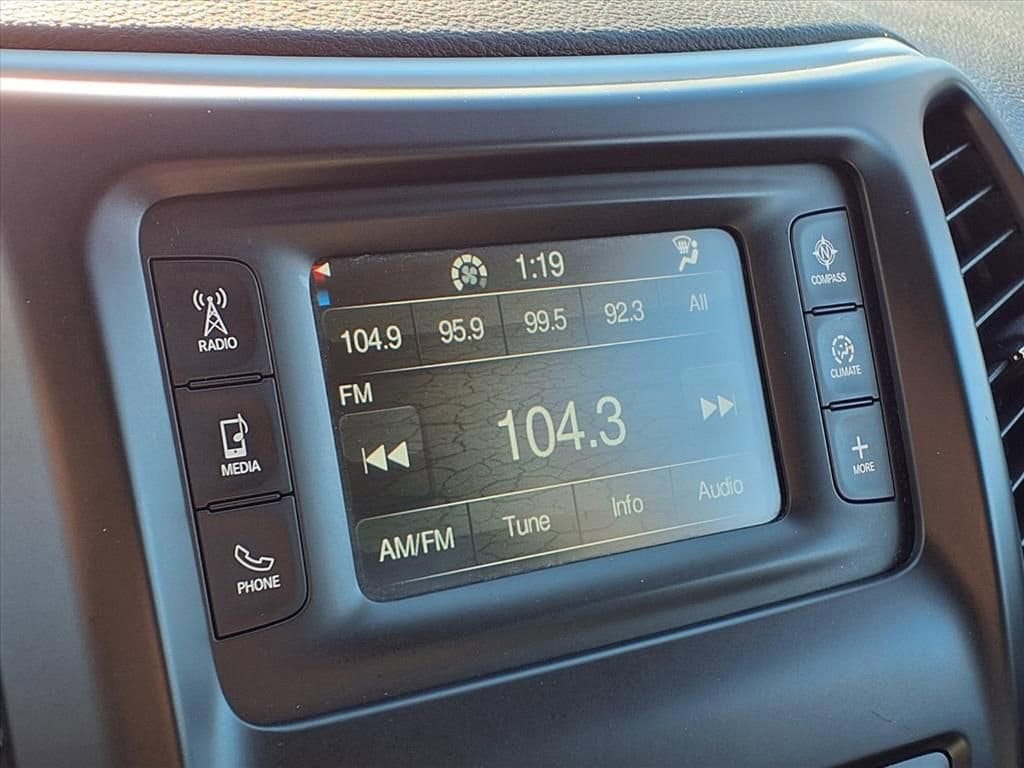 1:19
104.9 95.9 99.5 92.3 All
FM
104.3
AM/FM Tune Info Audio
RADIO
MEDIA
PHONE
N
COMPASS
CLIMATE
MORE